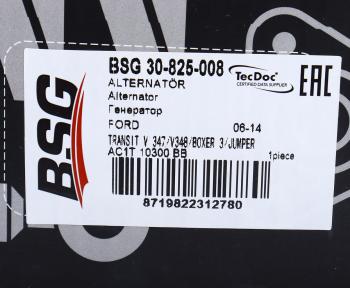 BSG
BSG 30-825-008
TecDoc
CERTIFIED DATA SUPPLIER
EAC
ALTERNATÖR
Alternator
Генератор
FORD 06-14
TRANSIT V 347/V348/BOXER 3/JUMPER
AC1T 10300 BB 1piece
8719822312780